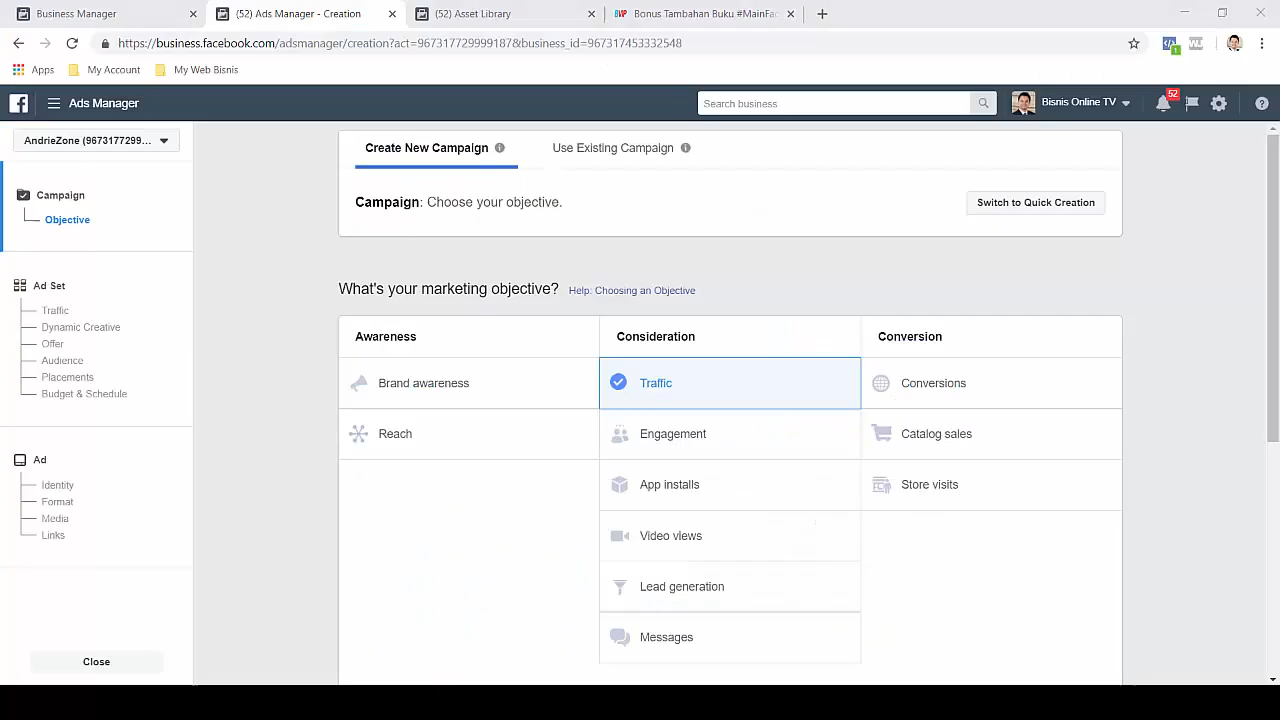 Business Manager
(52) Ads Manager - Creation
(52) Asset Library
BVP Bonus Tambahan Buku #MainFac
https://business.facebook.com/adsmanager/creation?act=967317729999187&business_id=967317453332548
Apps
My Account
My Web Bisnis
Ads Manager
Search business
Bisnis Online TV
52
AndrieZone (9673177299...
Campaign
Objective
Ad Set
Traffic
Dynamic Creative
Offer
Audience
Placements
Budget & Schedule
Ad
Identity
Format
Media
Links
Close
Create New Campaign
Use Existing Campaign
Campaign: Choose your objective.
Switch to Quick Creation
What's your marketing objective? Help: Choosing an Objective
Awareness
Consideration
Conversion
Brand awareness
Traffic
Conversions
Reach
Engagement
Catalog sales
App installs
Store visits
Video views
Lead generation
Messages